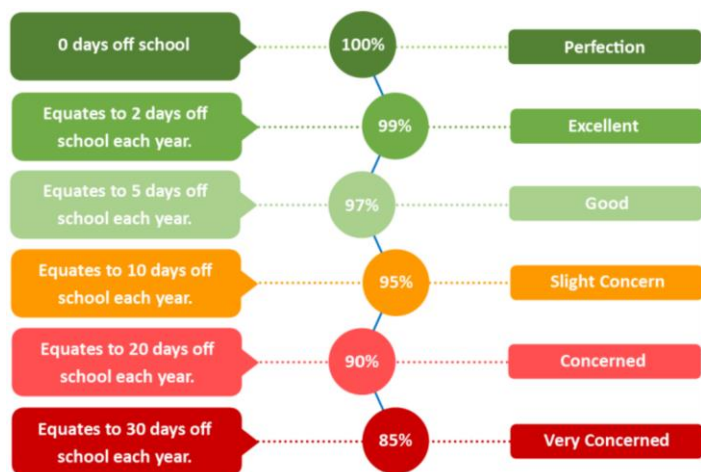 0 days off school
100%
Perfection
Equates to 2 days off
school each year.
99%
Excellent
Equates to 5 days off
school each year.
97%
Good
Equates to 10 days off
school each year.
95%
Slight Concern
Equates to 20 days off
school each year.
90%
Concerned
Equates to 30 days off
school each year.
85%
Very Concerned